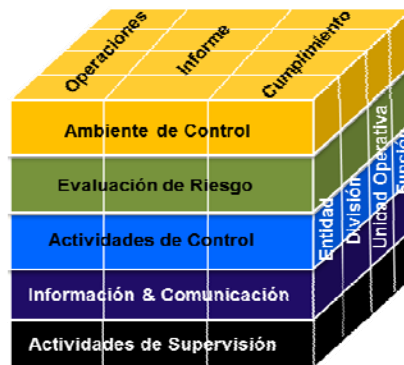 Operaciones
Informe
Cumplimiento
Ambiente de Control
Evaluación de Riesgo
Actividades de Control
Información & Comunicación
Actividades de Supervisión
Entidad
División
Unidad Operativa
Función